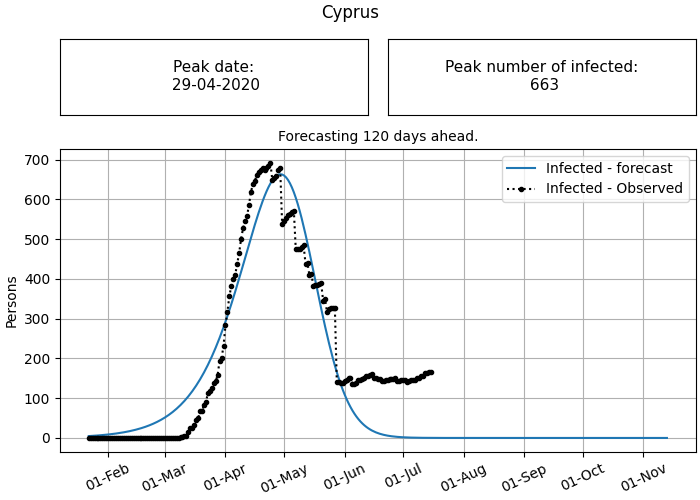 Cyprus
Peak date:
29-04-2020
Peak number of infected:
663
Forecasting 120 days ahead.
Infected - forecast
Infected - Observed
Persons
700
600
500
400
300
200
100
0
01-Feb
01-Mar
01-Apr
01-May
01-Jun
01-Jul
01-Aug
01-Sep
01-Oct
01-Nov